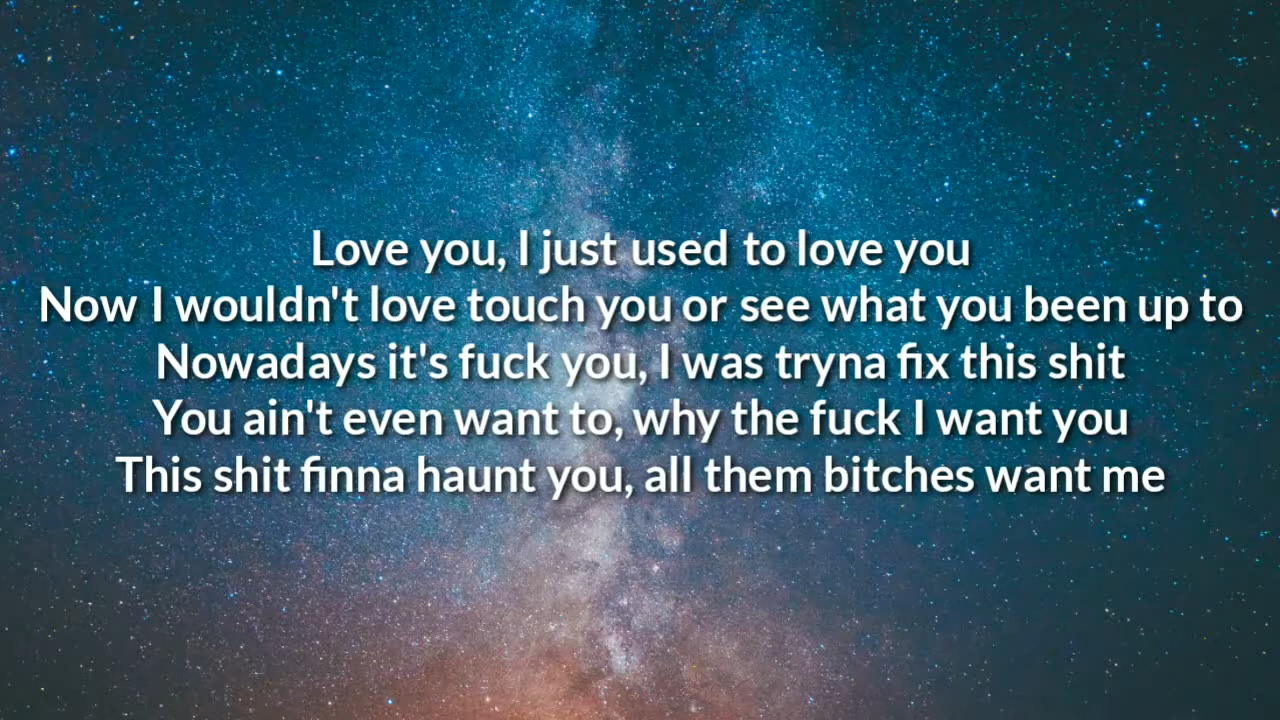 Love you, I just used to love you
Now I wouldn't love touch you or see what you been up to
Nowadays it's fuck you, I was tryna fix this shit
You ain't even want to, why the fuck I want you
This shit finna haunt you, all them bitches want me